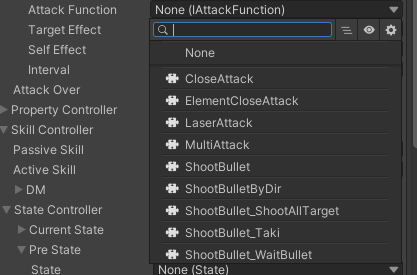 Attack Function None (IAttackFunction)
Target Effect
Self Effect None
Interval
CloseAttack
Attack Over ElementCloseAttack
Property Controller LaserAttack
Skill Controller MultiAttack
Passive Skill ShootBullet
Active Skill ShootBulletByDir
DM ShootBullet_ShootAllTarget
State Controller ShootBullet_Taki
Current State ShootBullet_WaitBullet
Pre State
State None (State)